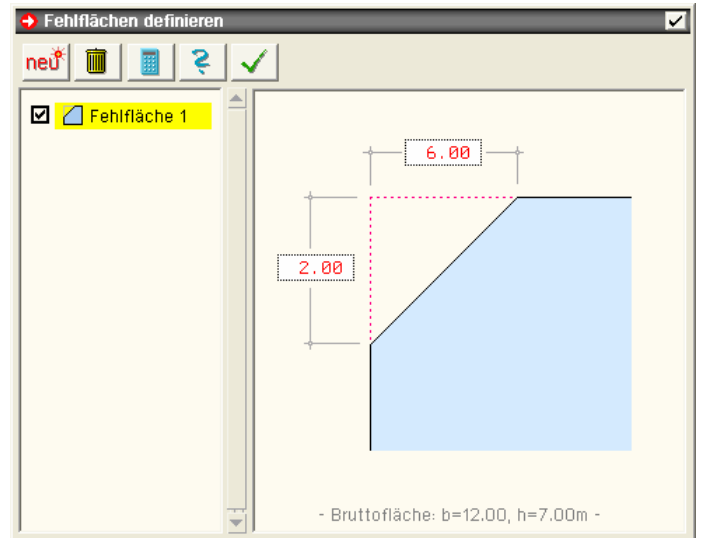 Fehlflächen definieren
neu
Fehlfläche 1
6.00
2.00
- Bruttofläche: b=12.00, h=7.00m -